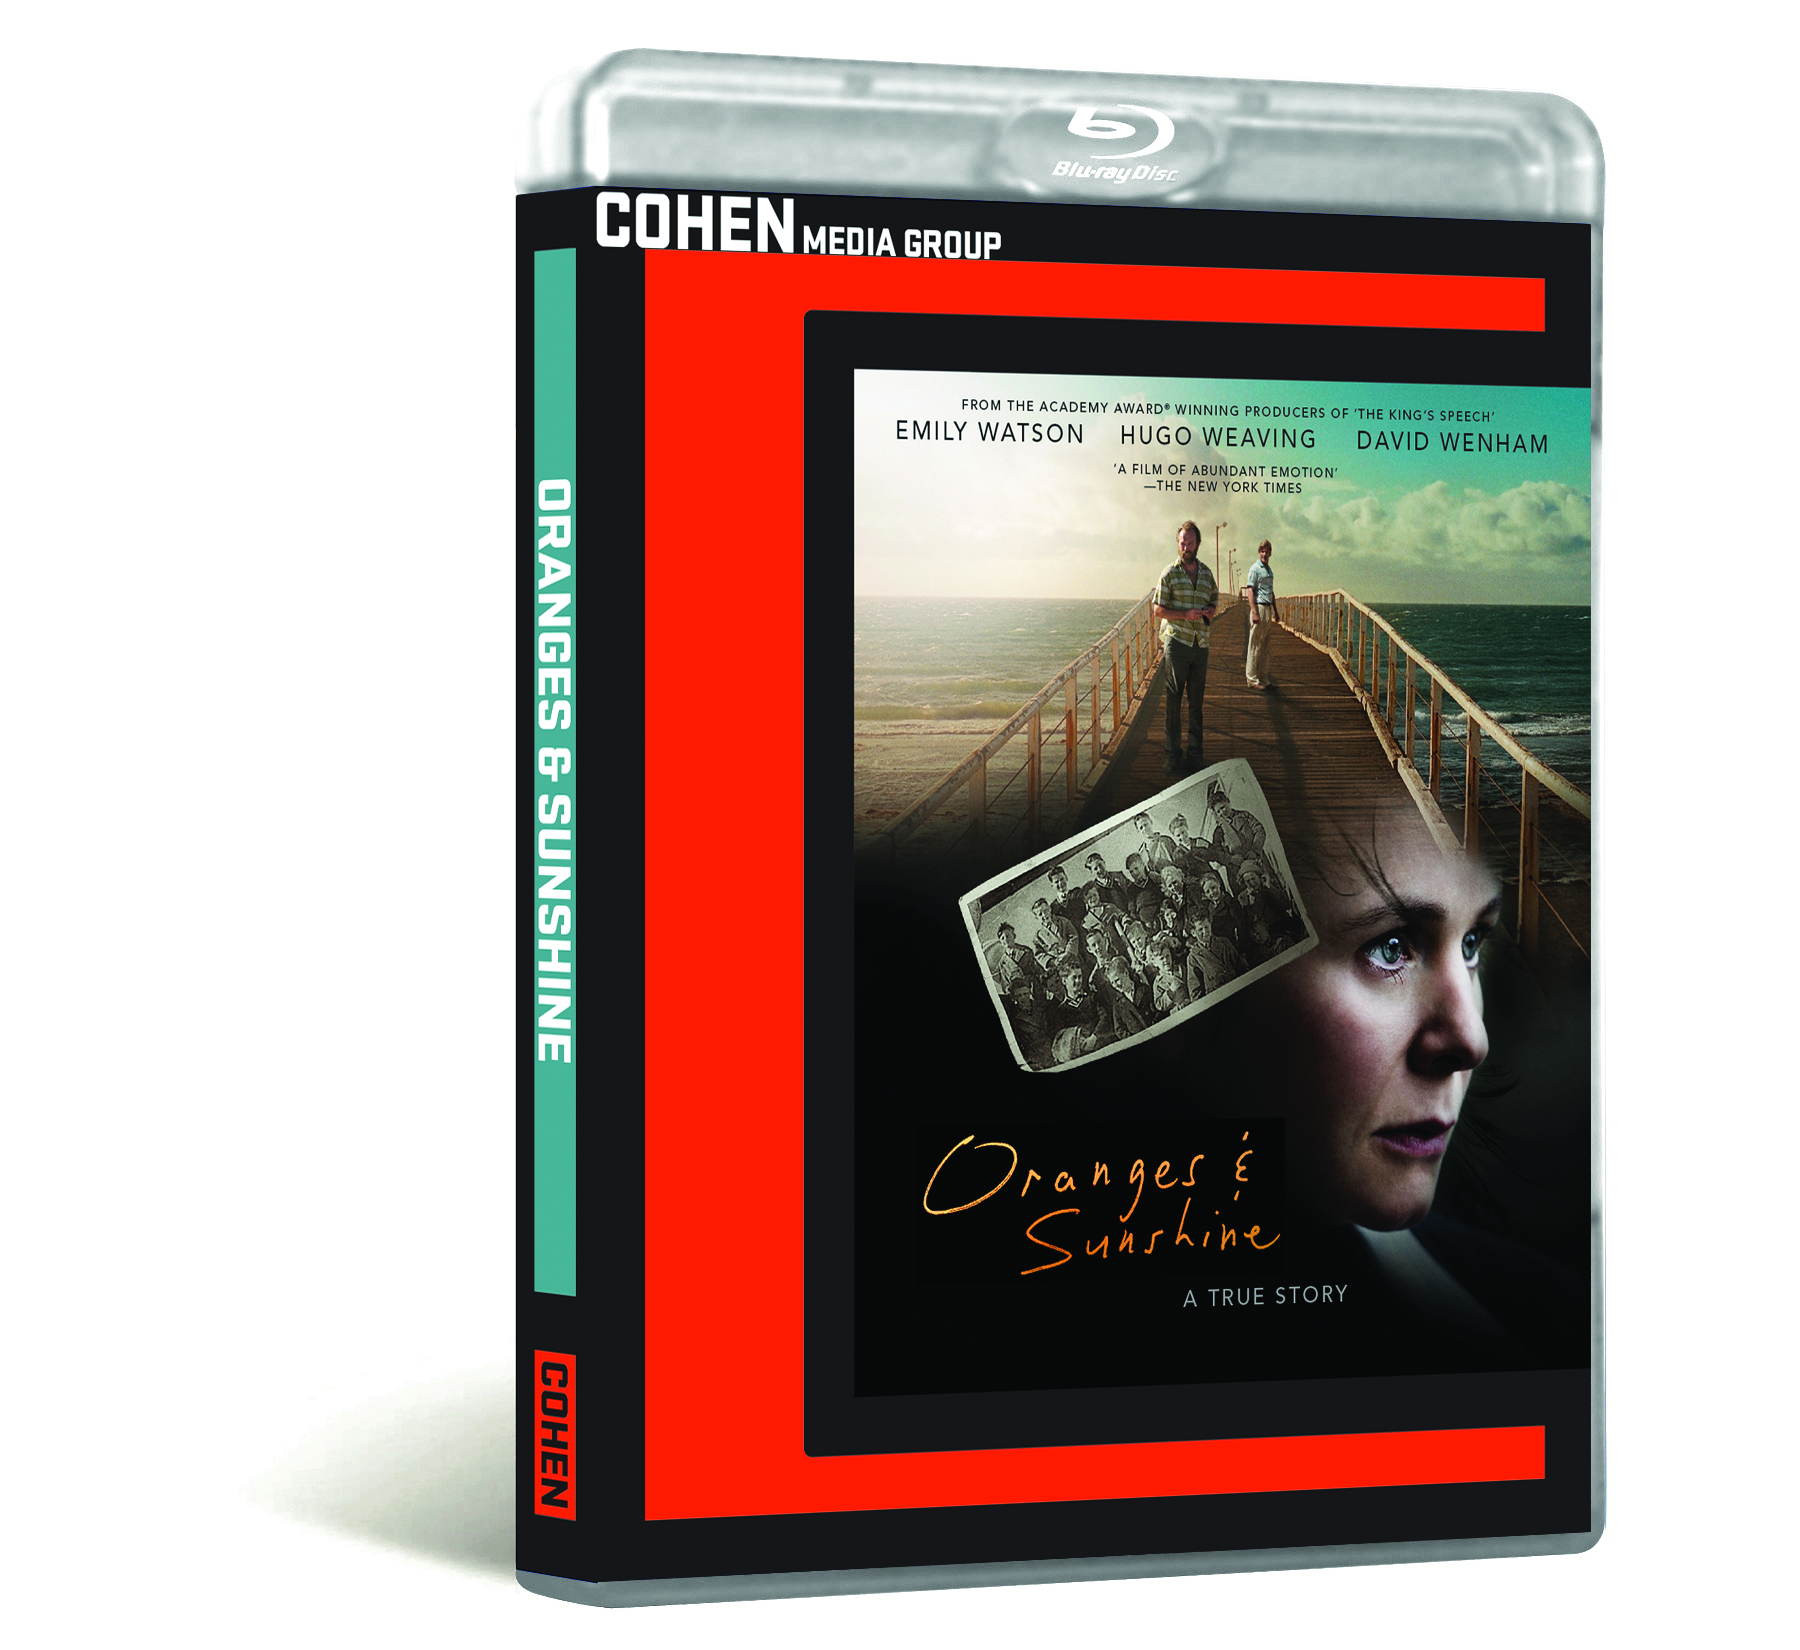 Blu-ray Disc
COHEN MEDIA GROUP
FROM THE ACADEMY AWARD® WINNING PRODUCERS OF 'THE KING'S SPEECH'
EMILY WATSON HUGO WEAVING DAVID WENHAM
'A FILM OF ABUNDANT EMOTION'
—THE NEW YORK TIMES
Oranges &
Sunshine
A TRUE STORY
ORANGES & SUNSHINE
COHEN